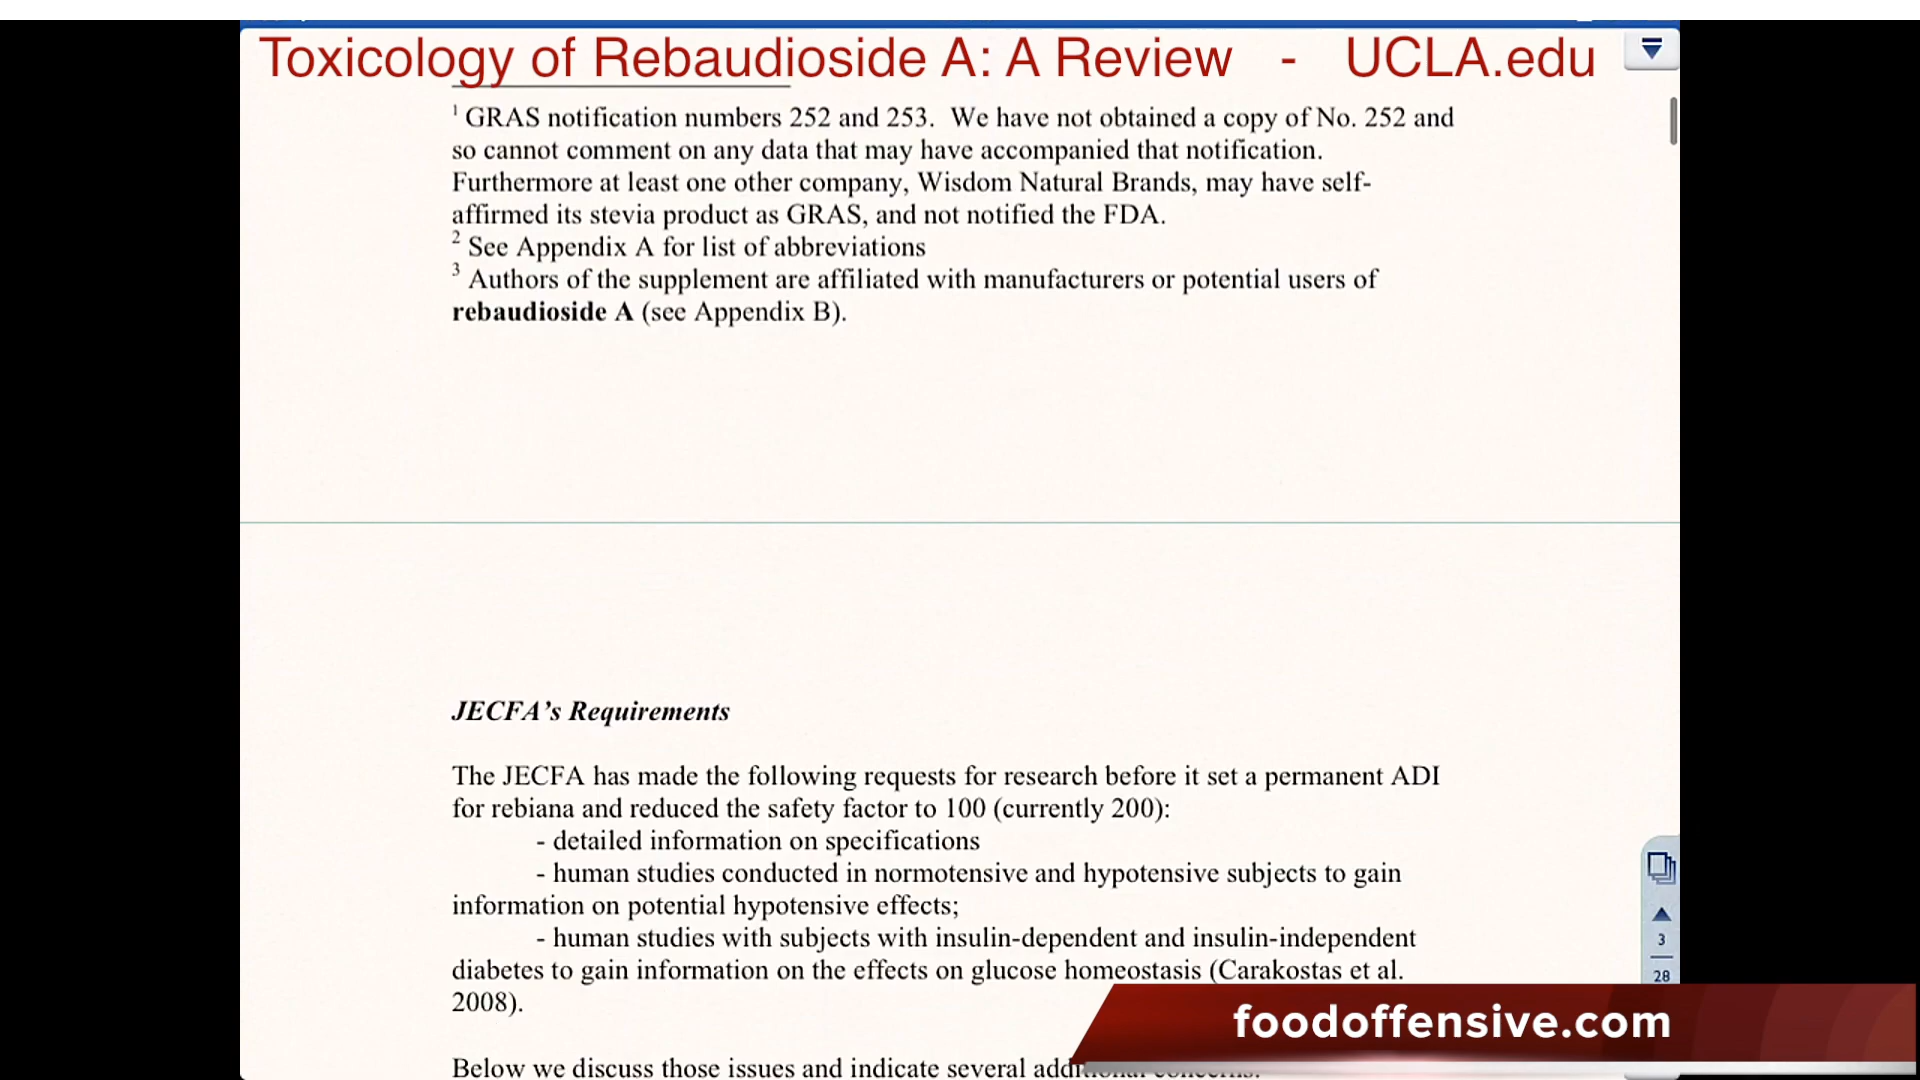 Toxicology of Rebaudioside A: A Review - UCLA.edu
1 GRAS notification numbers 252 and 253. We have not obtained a copy of No. 252 and
so cannot comment on any data that may have accompanied that notification.
Furthermore at least one other company, Wisdom Natural Brands, may have self-
affirmed its stevia product as GRAS, and not notified the FDA.
2 See Appendix A for list of abbreviations
3 Authors of the supplement are affiliated with manufacturers or potential users of
rebaudioside A (see Appendix B).
JECFA's Requirements
The JECFA has made the following requests for research before it set a permanent ADI
for rebiana and reduced the safety factor to 100 (currently 200):
- detailed information on specifications
- human studies conducted in normotensive and hypotensive subjects to gain
information on potential hypotensive effects;
- human studies with subjects with insulin-dependent and insulin-independent
diabetes to gain information on the effects on glucose homeostasis (Carakostas et al.
2008).
3
28
foodoffensive.com
Below we discuss those issues and indicate several